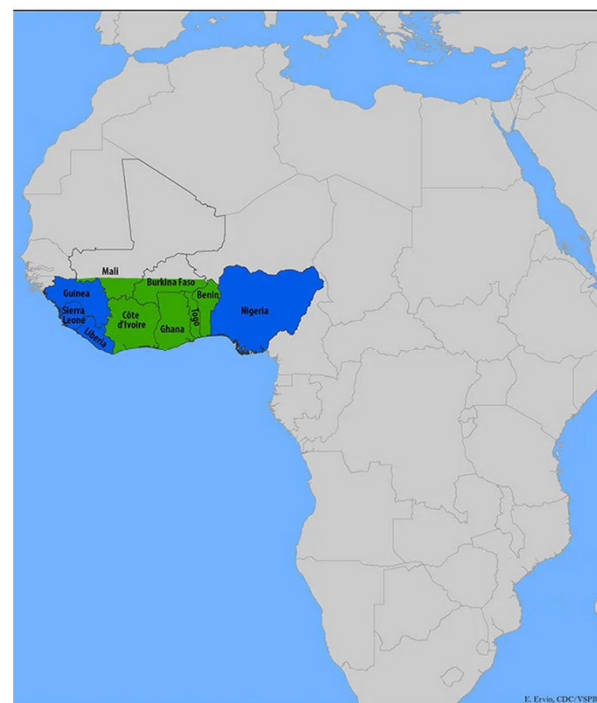 Mali
Burkina Faso
Guinea
Benin
Sierra
Leone
Côte
d'Ivoire
Togo
Nigeria
Ghana
Liberia
E. Ervin, CDC/VSPB